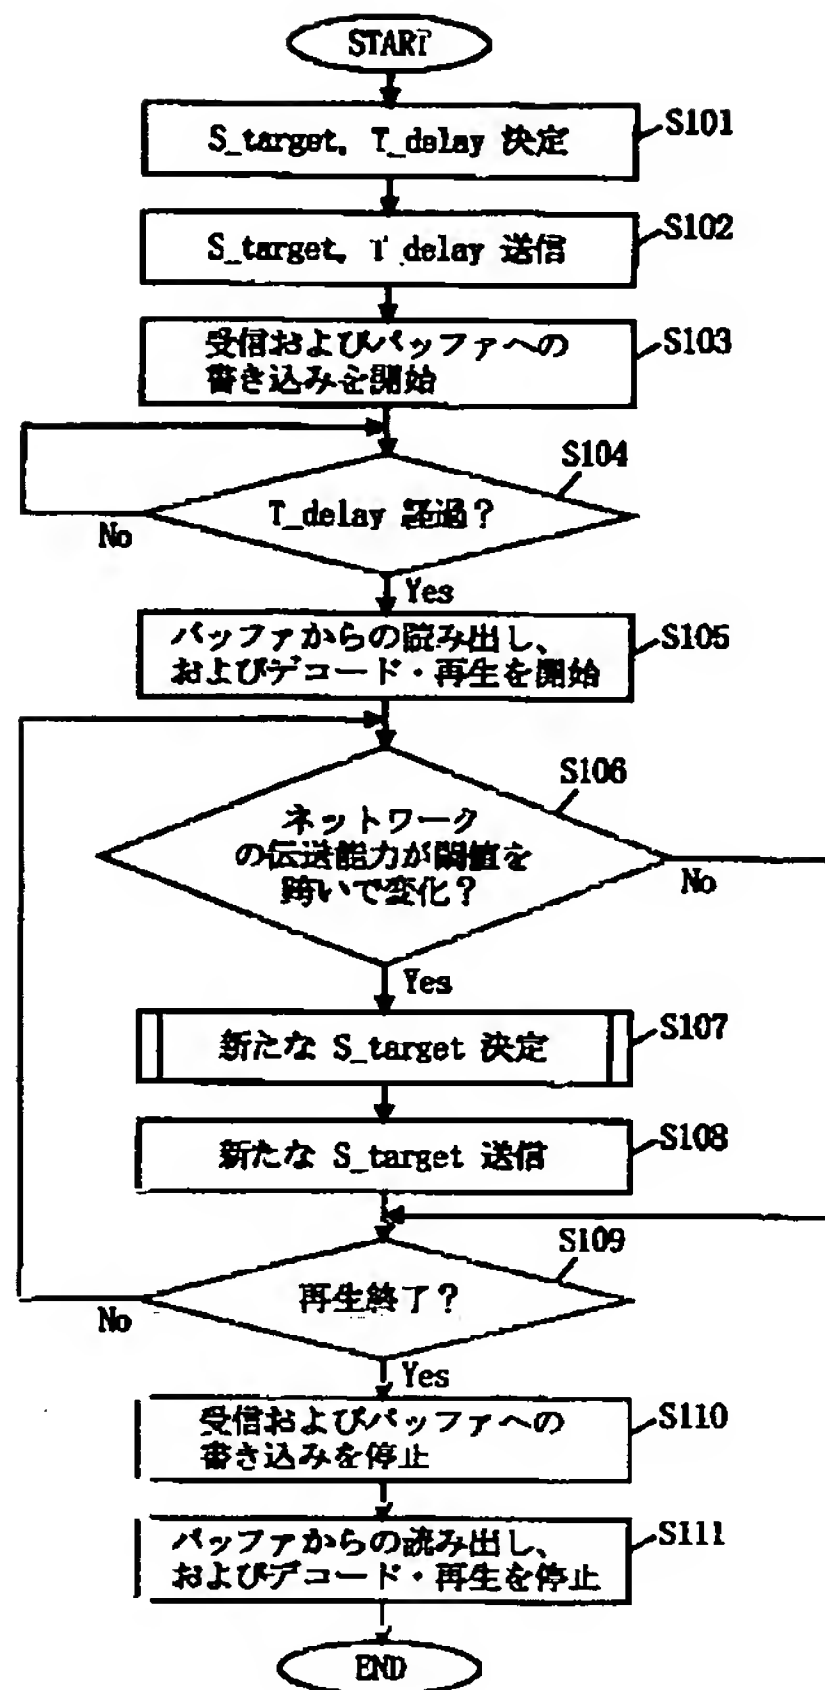 START
S_target, T_delay 決定
S101
S_target, T_delay 送信
S102
受信およびバッファへの
書き込みを開始
S103
S104
T_delay 経過?
No
Yes
バッファからの読み出し、
およびデコード・再生を開始
S105
S106
ネットワーク
の伝送能力が閾値を
跨いで変化?
No
Yes
新たな S_target 決定
S107
新たな S_target 送信
S108
S109
再生終了?
No
Yes
受信およびバッファへの
書き込みを停止
S110
バッファからの読み出し、
およびデコード・再生を停止
S111
END